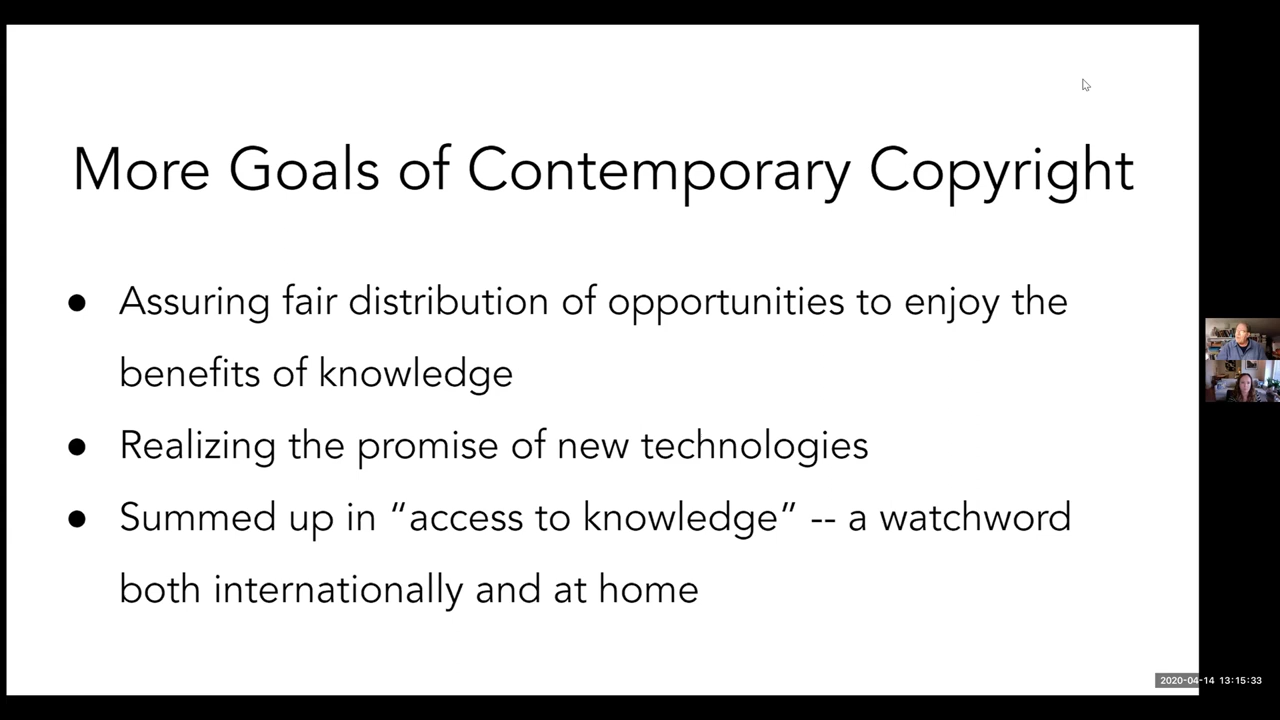 More Goals of Contemporary Copyright
● Assuring fair distribution of opportunities to enjoy the
benefits of knowledge
● Realizing the promise of new technologies
● Summed up in “access to knowledge” -- a watchword
both internationally and at home
2020-04-14 13:15:33